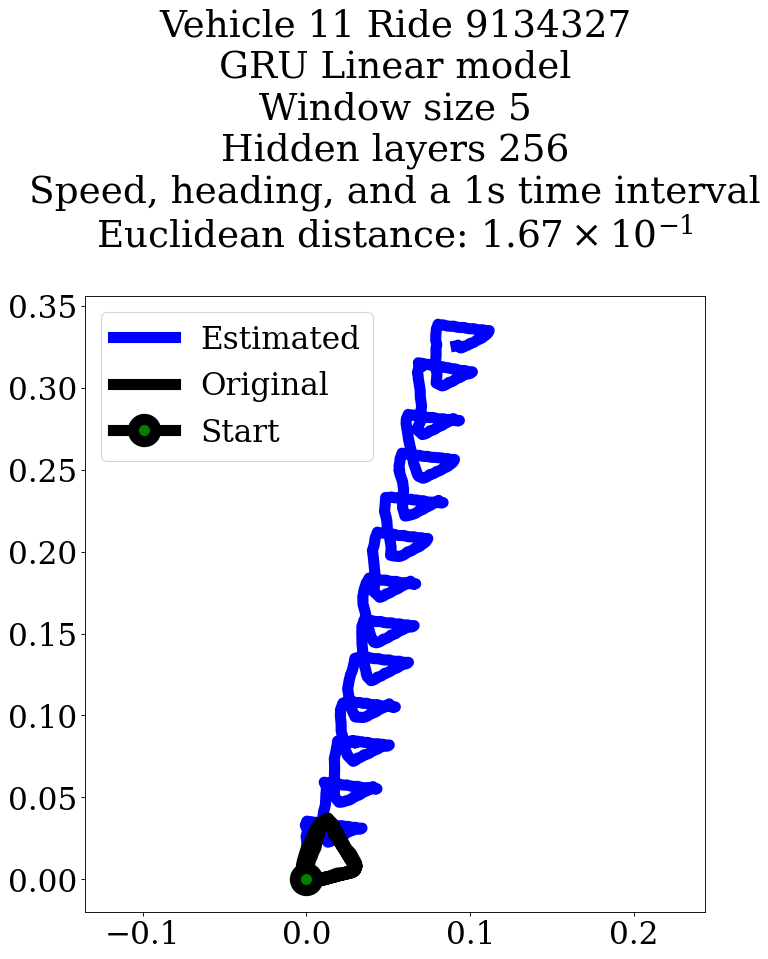 Vehicle 11 Ride 9134327
GRU Linear model
Window size 5
Hidden layers 256
Speed, heading, and a 1s time interval
Euclidean distance: 1.67 × 10⁻¹
0.35
0.30
0.25
0.20
0.15
0.10
0.05
0.00
Estimated
Original
Start
−0.1 0.0 0.1 0.2